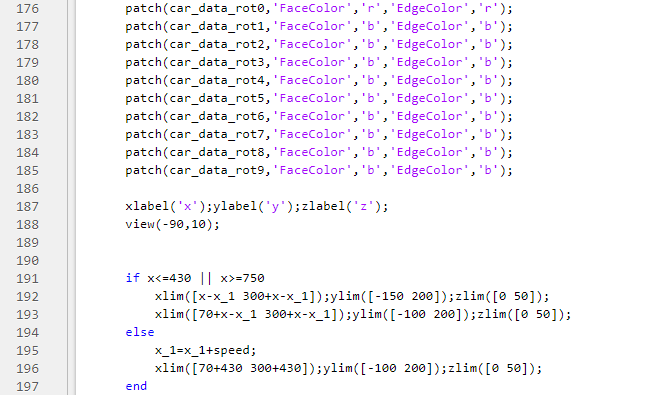 176 patch(car_data_rot0,'FaceColor','r','EdgeColor','r');
177 patch(car_data_rot1,'FaceColor','b','EdgeColor','b');
178 patch(car_data_rot2,'FaceColor','b','EdgeColor','b');
179 patch(car_data_rot3,'FaceColor','b','EdgeColor','b');
180 patch(car_data_rot4,'FaceColor','b','EdgeColor','b');
181 patch(car_data_rot5,'FaceColor','b','EdgeColor','b');
182 patch(car_data_rot6,'FaceColor','b','EdgeColor','b');
183 patch(car_data_rot7,'FaceColor','b','EdgeColor','b');
184 patch(car_data_rot8,'FaceColor','b','EdgeColor','b');
185 patch(car_data_rot9,'FaceColor','b','EdgeColor','b');
186
187 xlabel('x');ylabel('y');zlabel('z');
188 view(-90,10);
189
190
191 if x<=430 || x>=750
192 xlim([x-x_1 300+x-x_1]);ylim([-150 200]);zlim([0 50]);
193 xlim([70+x-x_1 300+x-x_1]);ylim([-100 200]);zlim([0 50]);
194 else
195 x_1=x_1+speed;
196 xlim([70+430 300+430]);ylim([-100 200]);zlim([0 50]);
197 end